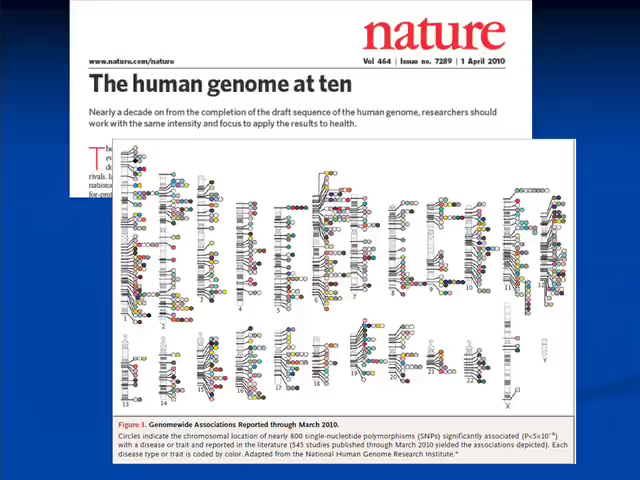 nature
www.nature.com/nature
Vol 464 | Issue no. 7289 | 1 April 2010
The human genome at ten
Nearly a decade on from the completion of the draft sequence of the human genome, researchers should
work with the same intensity and focus to apply the results to health.
T
rivals. I
nationa
for-pro
1 2 3 4 5 6 7 8 9 10 11 12
13 14 15 16 17 18 19 20 21 22 X Y
Figure 3. Genomewide Associations Reported through March 2010.
Circles indicate the chromosomal location of nearly 800 single-nucleotide polymorphisms (SNPs) significantly associated (P<5×10⁻⁸)
with a disease or trait and reported in the literature (545 studies published through March 2010 yielded the associations depicted). Each
disease type or trait is coded by color. Adapted from the National Human Genome Research Institute.⁴